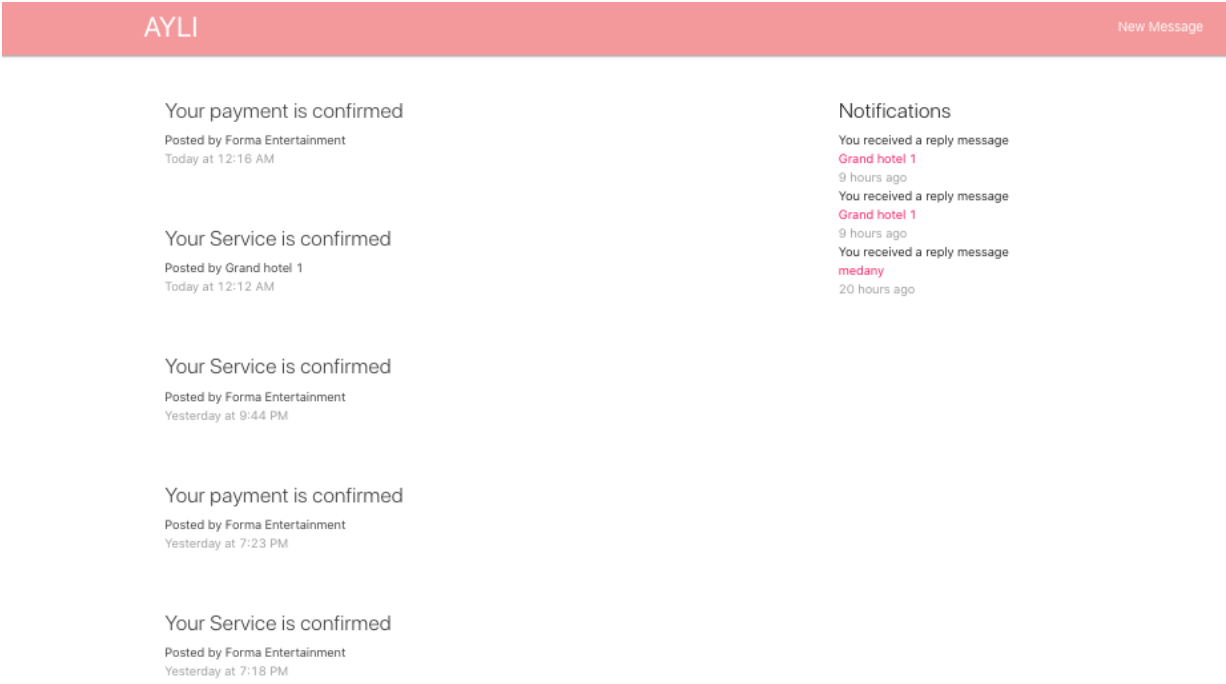 AYLI
New Message
Your payment is confirmed
Posted by Forma Entertainment
Today at 12:16 AM
Your Service is confirmed
Posted by Grand hotel 1
Today at 12:12 AM
Your Service is confirmed
Posted by Forma Entertainment
Yesterday at 9:44 PM
Your payment is confirmed
Posted by Forma Entertainment
Yesterday at 7:23 PM
Your Service is confirmed
Posted by Forma Entertainment
Yesterday at 7:18 PM
Notifications
You received a reply message
Grand hotel 1
9 hours ago
You received a reply message
Grand hotel 1
9 hours ago
You received a reply message
medany
20 hours ago